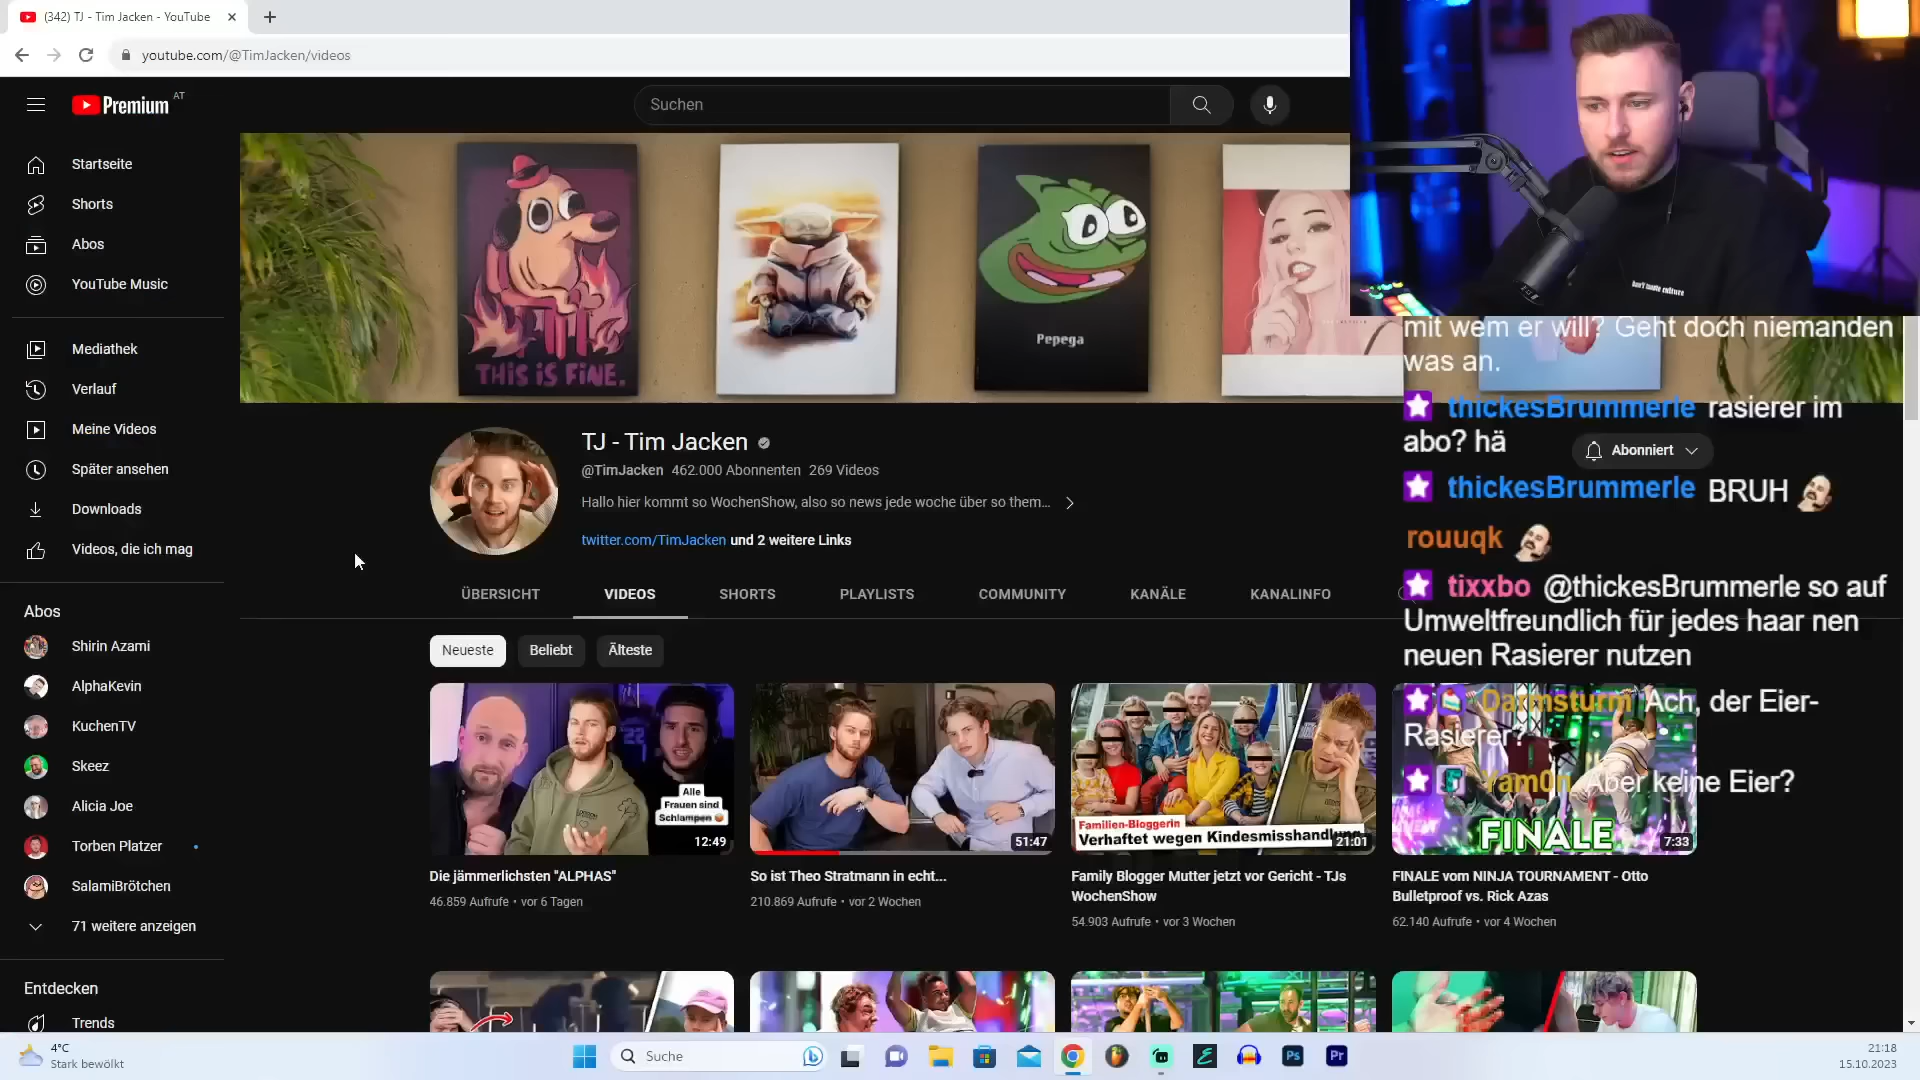 (342) TJ - Tim Jacken - YouTube
youtube.com/@TimJacken/videos
Premium AT
Suchen
Startseite
Shorts
Abos
YouTube Music
Mediathek
Verlauf
Meine Videos
Später ansehen
Downloads
Videos, die ich mag
Abos
Shirin Azami
AlphaKevin
KuchenTV
Skeez
Alicia Joe
Torben Platzer
SalamiBrötchen
71 weitere anzeigen
Entdecken
Trends
THIS IS FINE.
Pepega
TJ - Tim Jacken
@TimJacken 462.000 Abonnenten 269 Videos
Hallo hier kommt so WochenShow, also so news jede woche über so them...
twitter.com/TimJacken und 2 weitere Links
Abonniert
ÜBERSICHT VIDEOS SHORTS PLAYLISTS COMMUNITY KANÄLE KANALINFO
Neueste Beliebt Älteste
Alle
Frauen sind
Schlampen
12:49
Die jämmerlichsten "ALPHAS"
46.859 Aufrufe • vor 6 Tagen
51:47
So ist Theo Stratmann in echt...
210.869 Aufrufe • vor 2 Wochen
Familien-Bloggerin
Verhaftet wegen Kindesmisshandlung
21:01
Family Blogger Mutter jetzt vor Gericht - TJs
WochenShow
54.903 Aufrufe • vor 3 Wochen
FINALE
7:33
FINALE vom NINJA TOURNAMENT - Otto
Bulletproof vs. Rick Azas
62.140 Aufrufe • vor 4 Wochen
mit wem er will? Geht doch niemanden
was an.
thickesBrummerle rasierer im
abo? hä
thickesBrummerle BRUH
rouuqk
tixxbo @thickesBrummerle so auf
Umweltfreundlich für jedes haar nen
neuen Rasierer nutzen
Darmsturm Ach, der Eier-
Rasierer?
Yam0n Aber keine Eier?
4°C
Stark bewölkt
Suche
Ps
Pr
21:18
15.10.2023